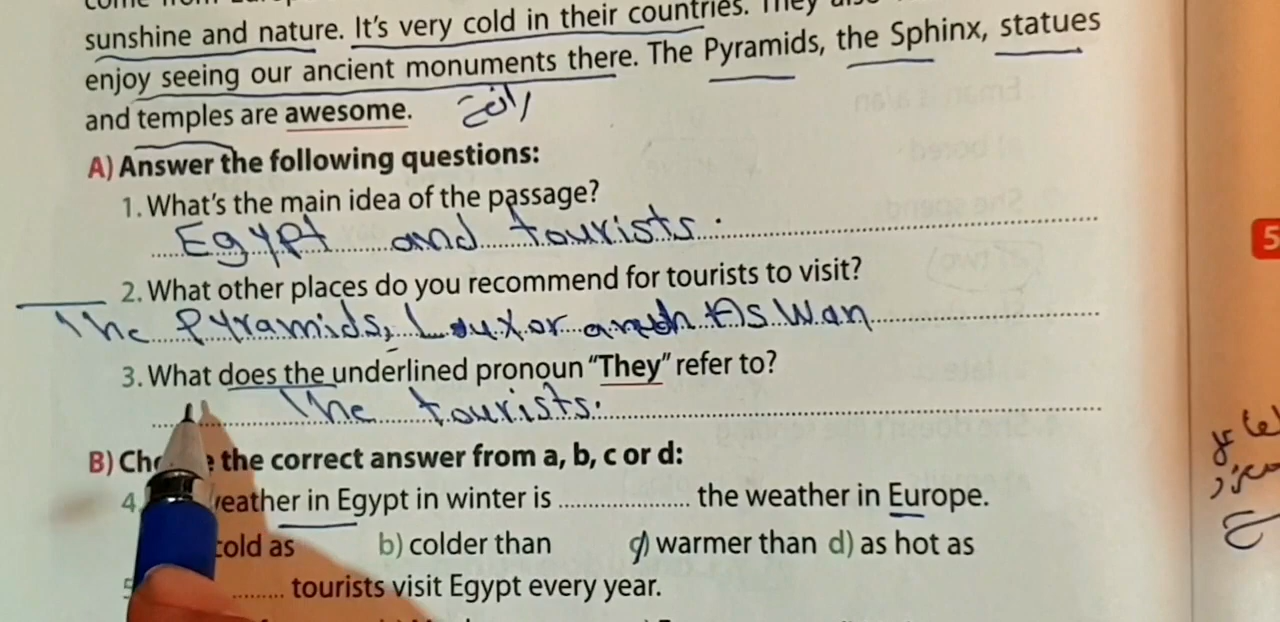 sunshine and nature. It's very cold in their countries. They
enjoy seeing our ancient monuments there. The Pyramids, the Sphinx, statues
and temples are awesome. رائع
A) Answer the following questions:
1. What's the main idea of the passage?
Egypt and tourists.
2. What other places do you recommend for tourists to visit?
The Pyramids, Louxor and Aswan
3. What does the underlined pronoun "They" refer to?
The tourists.
B) the correct answer from a, b, c or d:
4 weather in Egypt in winter is .................... the weather in Europe.
cold as b) colder than c) warmer than d) as hot as
5 ......... tourists visit Egypt every year.
5